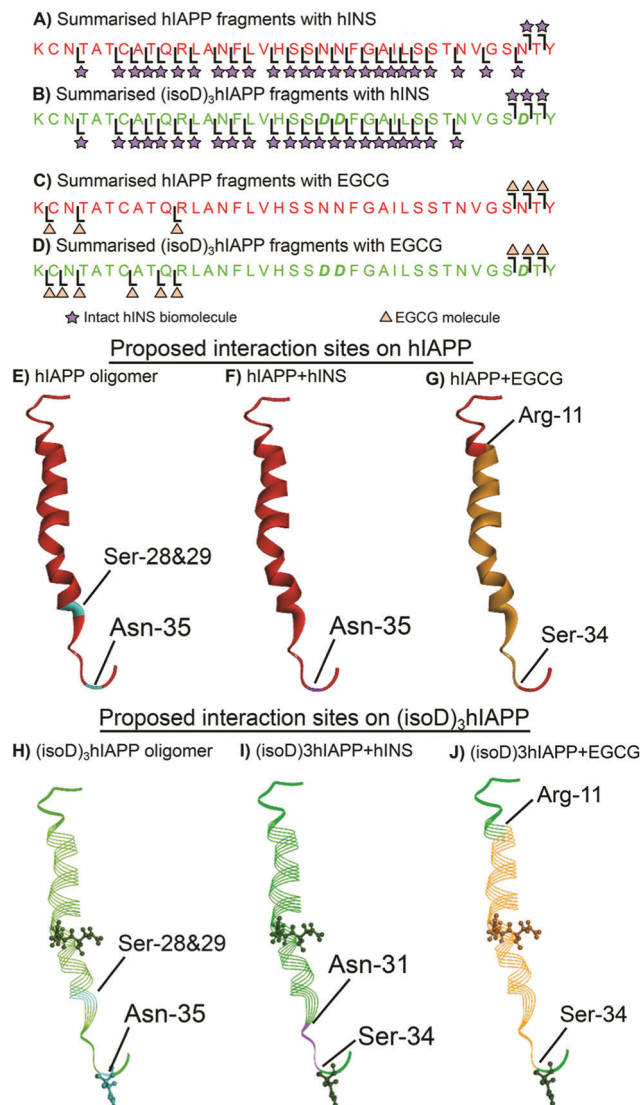 A) Summarised hIAPP fragments with hINS
KCNTATCATQRLANFLVHSSNNFGAILSSTNVGSNTY
B) Summarised (isoD)₃hIAPP fragments with hINS
KCNTATCATQRLANFLVHSSDDFGAILSSTNVGSDTY
C) Summarised hIAPP fragments with EGCG
KCNTATCATQRLANFLVHSSNNFGAILSSTNVGSNTY
D) Summarised (isoD)₃hIAPP fragments with EGCG
KCNTATCATQRLANFLVHSSDDFGAILSSTNVGSDTY
Intact hINS biomolecule EGCG molecule
Proposed interaction sites on hIAPP
E) hIAPP oligomer F) hIAPP+hINS G) hIAPP+EGCG
Arg-11
Ser-28&29
Asn-35 Asn-35 Ser-34
Proposed interaction sites on (isoD)₃hIAPP
H) (isoD)₃hIAPP oligomer I) (isoD)3hIAPP+hINS J) (isoD)3hIAPP+EGCG
Arg-11
Ser-28&29 Asn-31
Asn-35 Ser-34 Ser-34